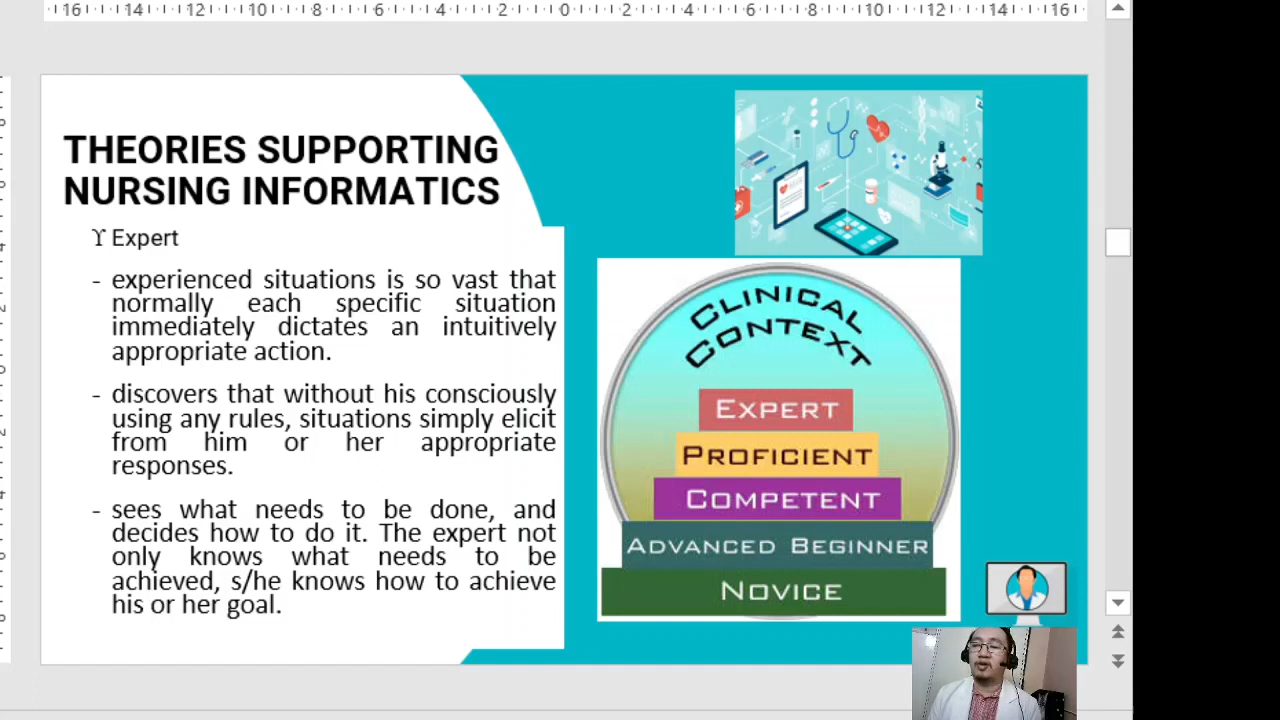 16 14 12 10 8 6 4 2 0 2 4 6 8 10 12 14 16
THEORIES SUPPORTING
NURSING INFORMATICS
ϒ Expert
- experienced situations is so vast that
normally each specific situation
immediately dictates an intuitively
appropriate action.
- discovers that without his consciously
using any rules, situations simply elicit
from him or her appropriate
responses.
- sees what needs to be done, and
decides how to do it. The expert not
only knows what needs to be
achieved, s/he knows how to achieve
his or her goal.
CLINICAL
CONTEXT
EXPERT
PROFICIENT
COMPETENT
ADVANCED BEGINNER
NOVICE